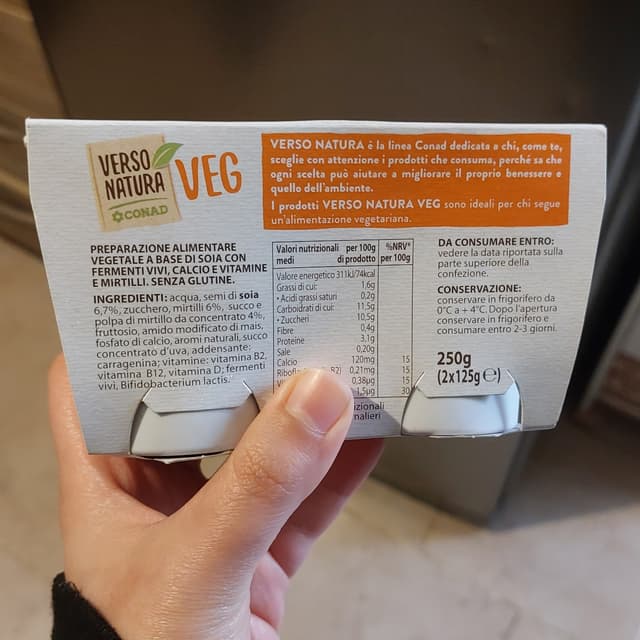 VERSO
NATURA
CONAD
VEG
VERSO NATURA è la linea Conad dedicata a chi, come te,
sceglie con attenzione i prodotti che consuma, perché sa che
ogni scelta può aiutare a migliorare il proprio benessere e
quello dell'ambiente.
I prodotti VERSO NATURA VEG sono ideali per chi segue
un'alimentazione vegetariana.
PREPARAZIONE ALIMENTARE
VEGETALE A BASE DI SOIA CON
FERMENTI VIVI, CALCIO E VITAMINE
E MIRTILLI. SENZA GLUTINE.
INGREDIENTI: acqua, semi di soia
6,7%, zucchero, mirtilli 6%, succo e
polpa di mirtillo da concentrato 4%,
fruttosio, amido modificato di mais,
fosfato di calcio, aromi naturali, succo
concentrato d'uva, addensante:
carragenina; vitamine: vitamina B2,
vitamina B12, vitamina D; fermenti
vivi, Bifidobacterium lactis.
Valori nutrizionali per 100g %NRV*
medi di prodotto per 100g
Valore energetico 311kJ/74kcal
Grassi di cui: 1,6g
• Acidi grassi saturi 0,2g
Carboidrati di cui: 11,5g
• Zuccheri 10,5g
Fibre 0,4g
Proteine 3,1g
Sale 0,20g
Calcio 120mg 15
B2) 0,21mg 15
0,38µg 15
1,5µg 30
DA CONSUMARE ENTRO:
vedere la data riportata sulla
parte superiore della
confezione.
CONSERVAZIONE:
conservare in frigorifero da
0°C a + 4°C. Dopo l'apertura
conservare in frigorifero e
consumare entro 2-3 giorni.
250g
(2x125g ℮)